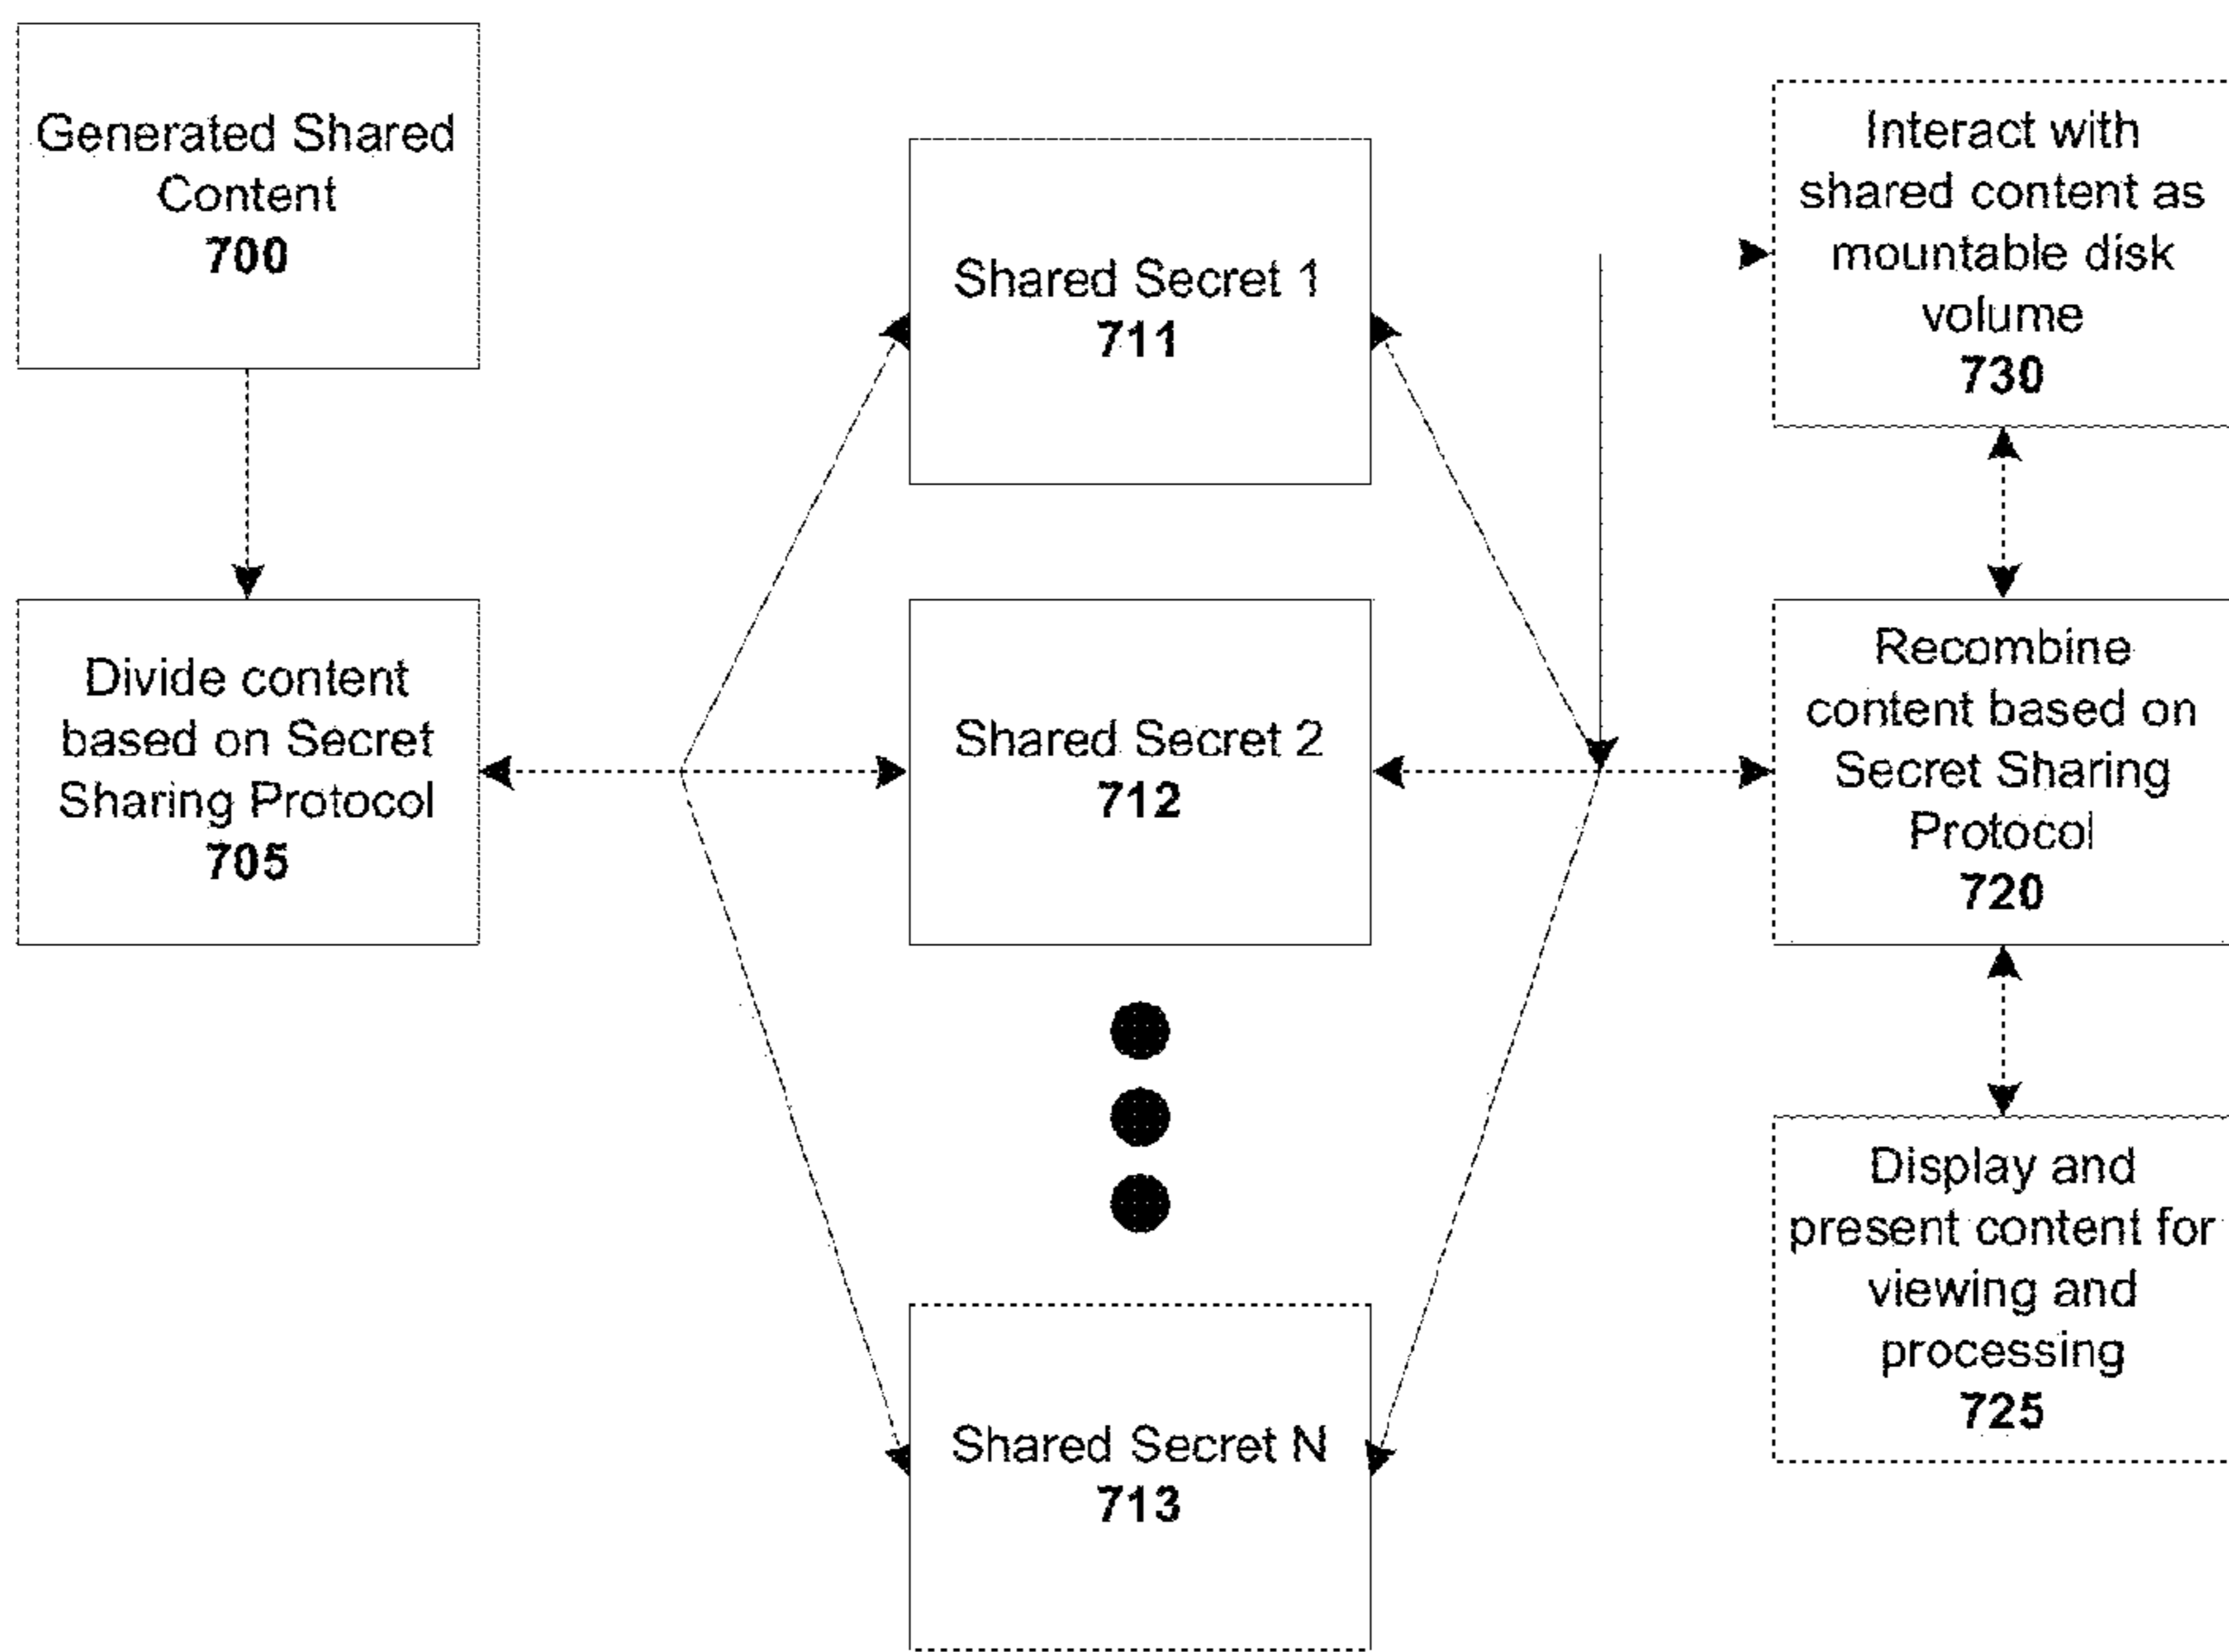 Generated Shared
Content
700
Divide content
based on Secret
Sharing Protocol
705
Shared Secret 1
711
Shared Secret 2
712
Shared Secret N
713
Interact with
shared content as
mountable disk
volume
730
Recombine
content based on
Secret Sharing
Protocol
720
Display and
present content for
viewing and
processing
725